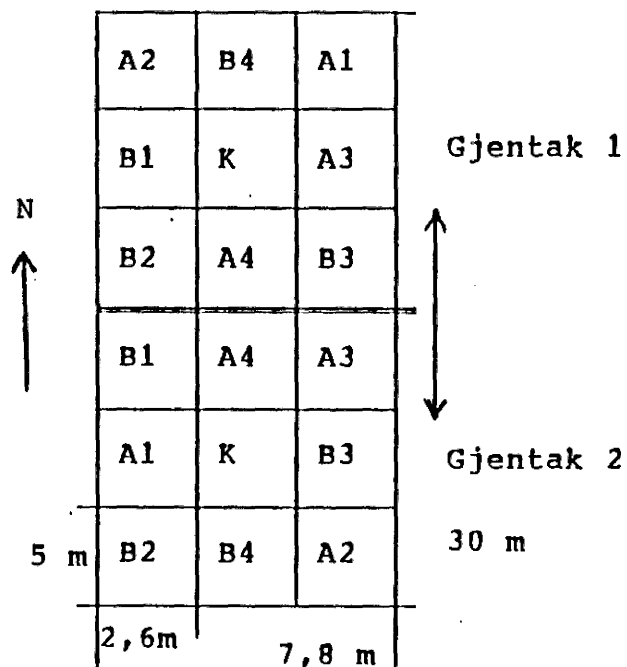 A2 B4 A1
B1 K A3 Gjentak 1
N
B2 A4 B3
B1 A4 A3
A1 K B3 Gjentak 2
5 m B2 B4 A2 30 m
2,6m 7,8 m